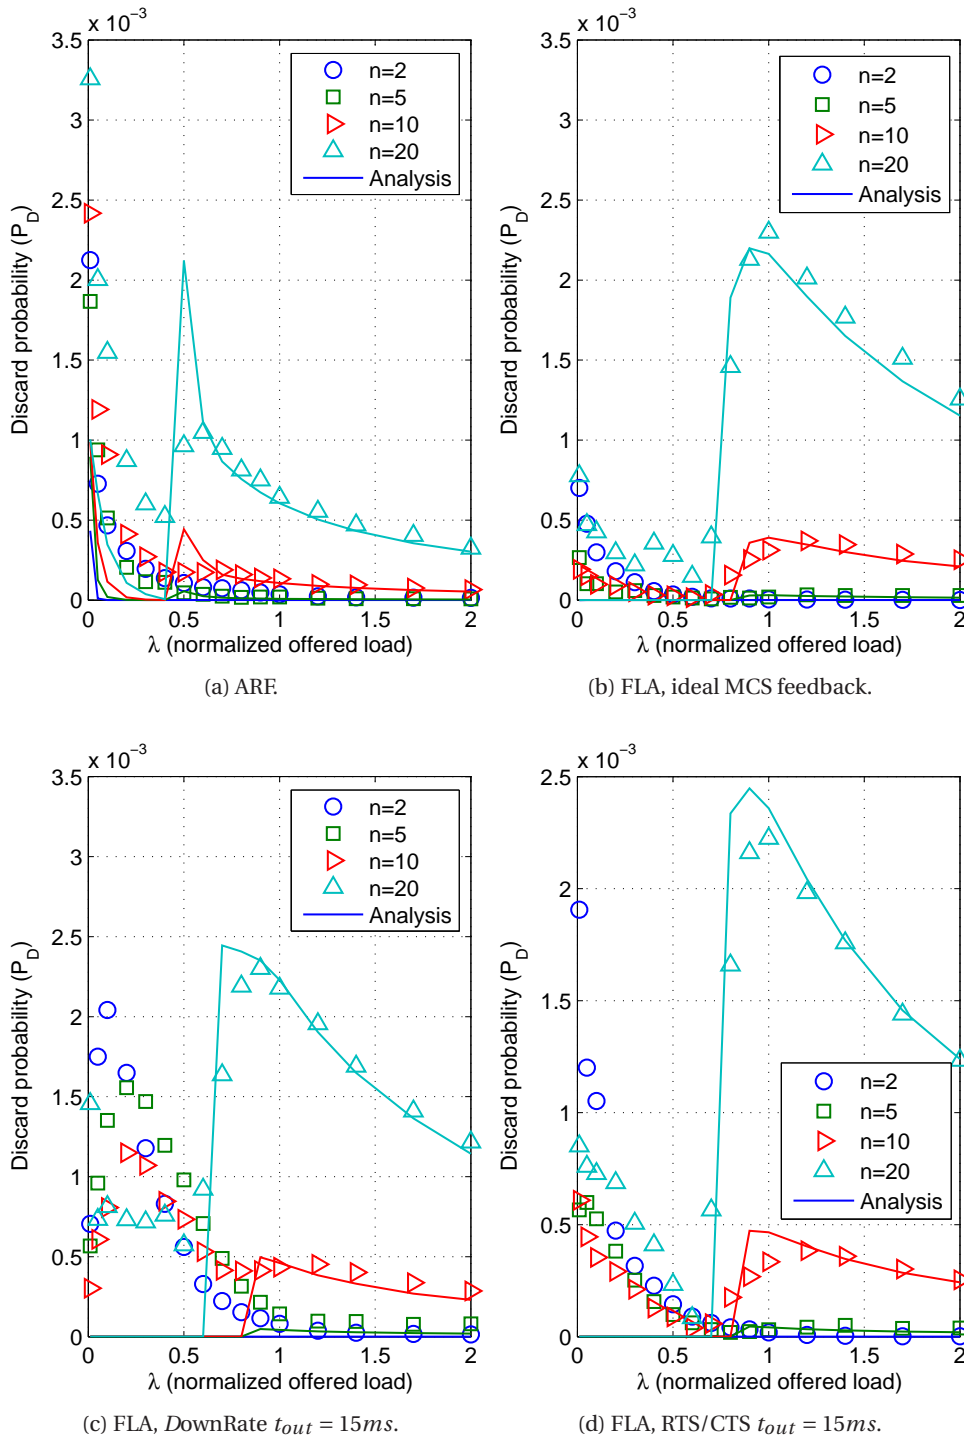 x 10⁻³
3.5
3
2.5
2
1.5
1
0.5
0
0 0.5 1 1.5 2
Discard probability (P_D)
λ (normalized offered load)
n=2
n=5
n=10
n=20
Analysis
(a) ARF.
x 10⁻³
3.5
3
2.5
2
1.5
1
0.5
0
0 0.5 1 1.5 2
Discard probability (P_D)
λ (normalized offered load)
n=2
n=5
n=10
n=20
Analysis
(b) FLA, ideal MCS feedback.
x 10⁻³
3.5
3
2.5
2
1.5
1
0.5
0
0 0.5 1 1.5 2
Discard probability (P_D)
λ (normalized offered load)
n=2
n=5
n=10
n=20
Analysis
(c) FLA, DownRate t_out = 15ms.
x 10⁻³
2.5
2
1.5
1
0.5
0
0 0.5 1 1.5 2
Discard probability (P_D)
λ (normalized offered load)
n=2
n=5
n=10
n=20
Analysis
(d) FLA, RTS/CTS t_out = 15ms.